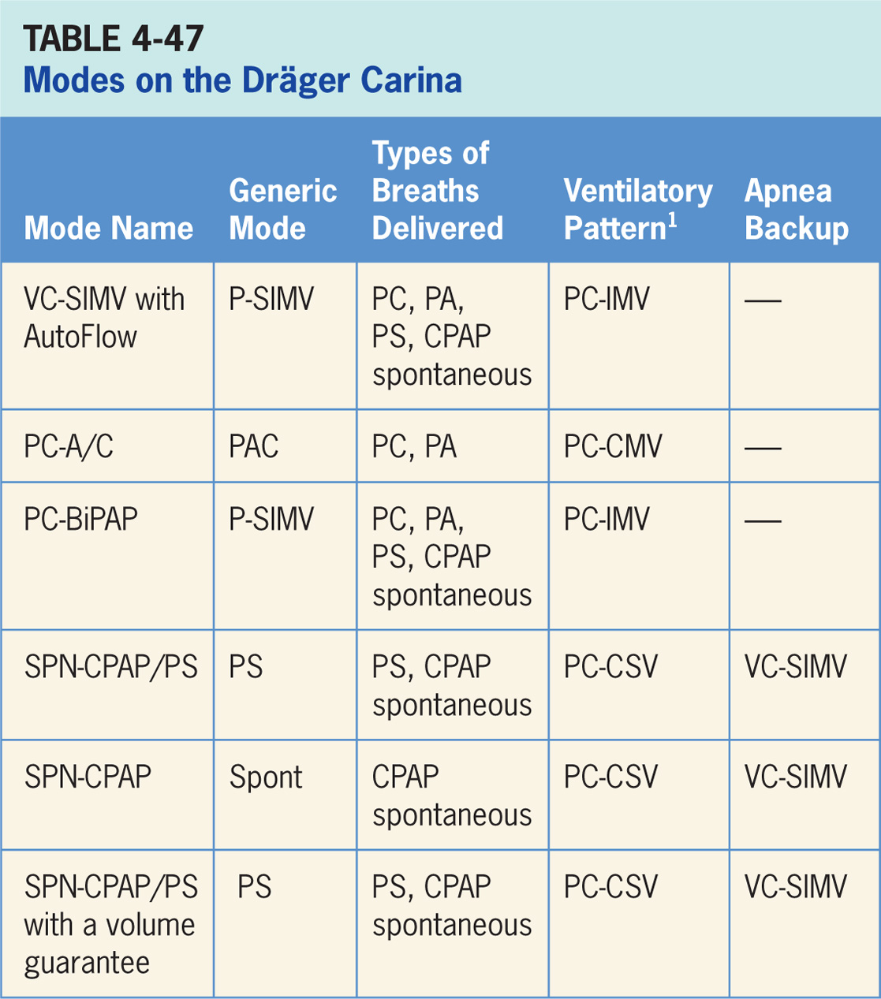 TABLE 4-47
Modes on the Dräger Carina
Mode Name
Generic
Mode
Types of
Breaths
Delivered
Ventilatory
Pattern1
Apnea
Backup
VC-SIMV with
AutoFlow
P-SIMV
PC, PA,
PS, CPAP
spontaneous
PC-IMV
—
PC-A/C
PAC
PC, PA
PC-CMV
—
PC-BiPAP
P-SIMV
PC, PA,
PS, CPAP
spontaneous
PC-IMV
—
SPN-CPAP/PS
PS
PS, CPAP
spontaneous
PC-CSV
VC-SIMV
SPN-CPAP
Spont
CPAP
spontaneous
PC-CSV
VC-SIMV
SPN-CPAP/PS
with a volume
guarantee
PS
PS, CPAP
spontaneous
PC-CSV
VC-SIMV